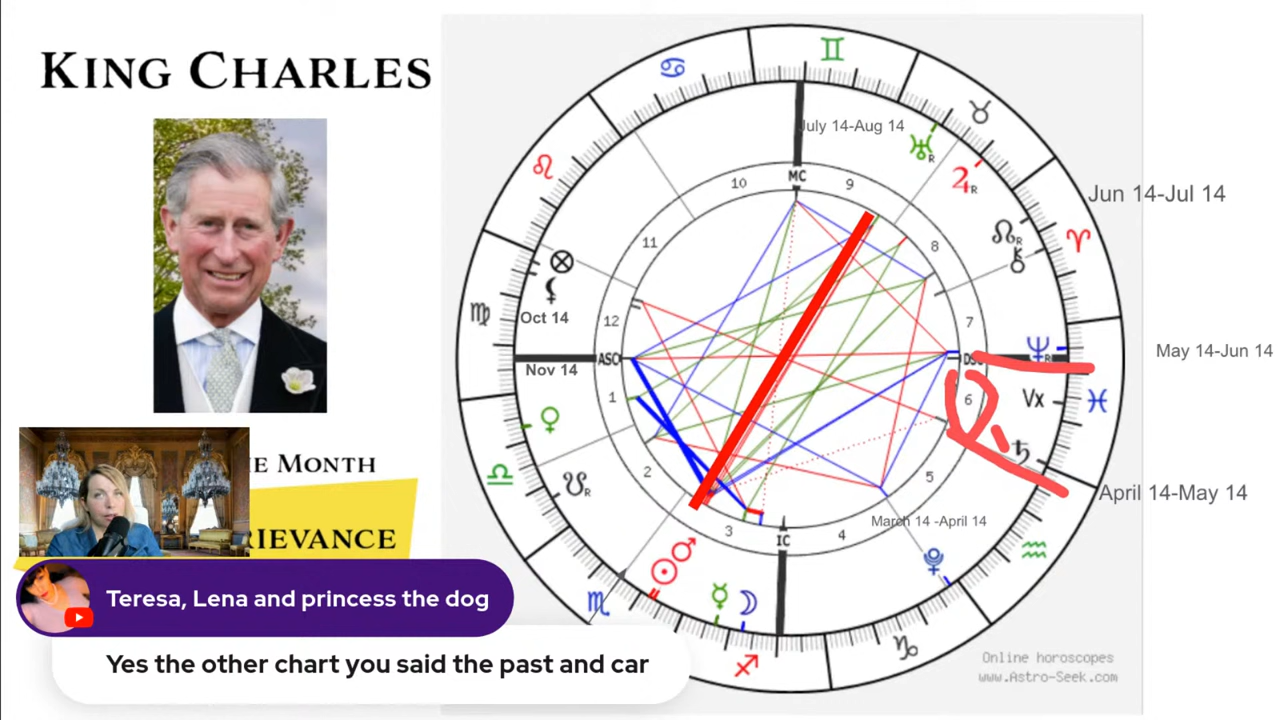 KING CHARLES
July 14-Aug 14
Jun 14-Jul 14
MC
10
9
11
8
R
R
R
Oct 14
12
7
ASC
DSC
R
May 14-Jun 14
Nov 14
1
6
Vx
2
5
R
April 14-May 14
3
IC
4
March 14 -April 14
MONTH
Teresa, Lena and princess the dog
Yes the other chart you said the past and car
Online horoscopes
www.Astro-Seek.com